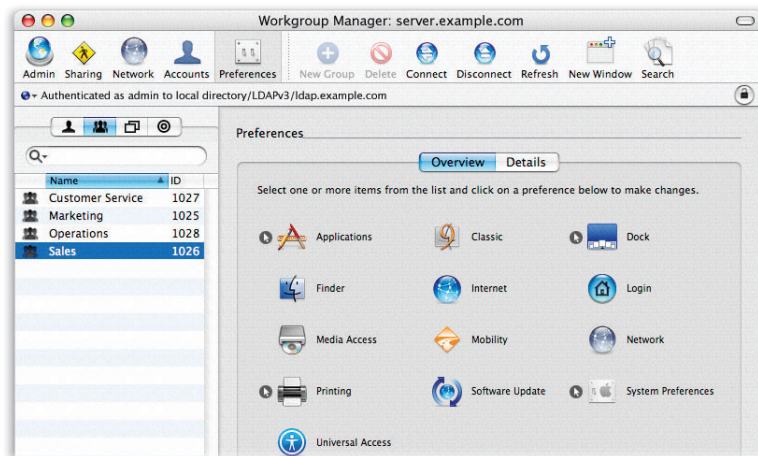 Workgroup Manager: server.example.com
Admin Sharing Network Accounts Preferences New Group Delete Connect Disconnect Refresh New Window Search
Authenticated as admin to local directory/LDAPv3/ldap.example.com
Preferences
Overview Details
Name ID
Customer Service 1027
Marketing 1025
Operations 1028
Sales 1026
Select one or more items from the list and click on a preference below to make changes.
Applications Classic Dock
Finder Internet Login
Media Access Mobility Network
Printing Software Update System Preferences
Universal Access